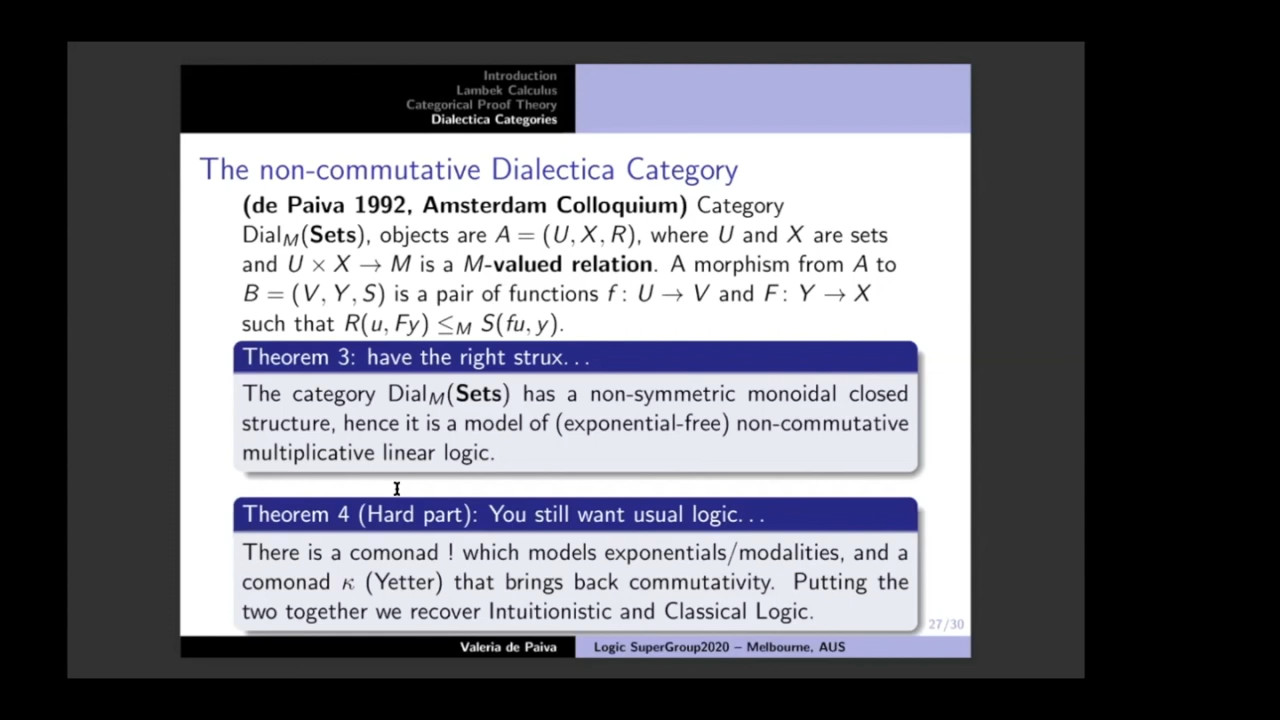 Introduction
Lambek Calculus
Categorical Proof Theory
Dialectica Categories
The non-commutative Dialectica Category
(de Paiva 1992, Amsterdam Colloquium) Category
Dial_M(Sets), objects are A = (U, X, R), where U and X are sets
and U × X → M is a M-valued relation. A morphism from A to
B = (V, Y, S) is a pair of functions f : U → V and F : Y → X
such that R(u, Fy) ≤_M S(fu, y).
Theorem 3: have the right strux...
The category Dial_M(Sets) has a non-symmetric monoidal closed
structure, hence it is a model of (exponential-free) non-commutative
multiplicative linear logic.
Theorem 4 (Hard part): You still want usual logic...
There is a comonad ! which models exponentials/modalities, and a
comonad κ (Yetter) that brings back commutativity. Putting the
two together we recover Intuitionistic and Classical Logic.
27/30
Valeria de Paiva Logic SuperGroup2020 – Melbourne, AUS